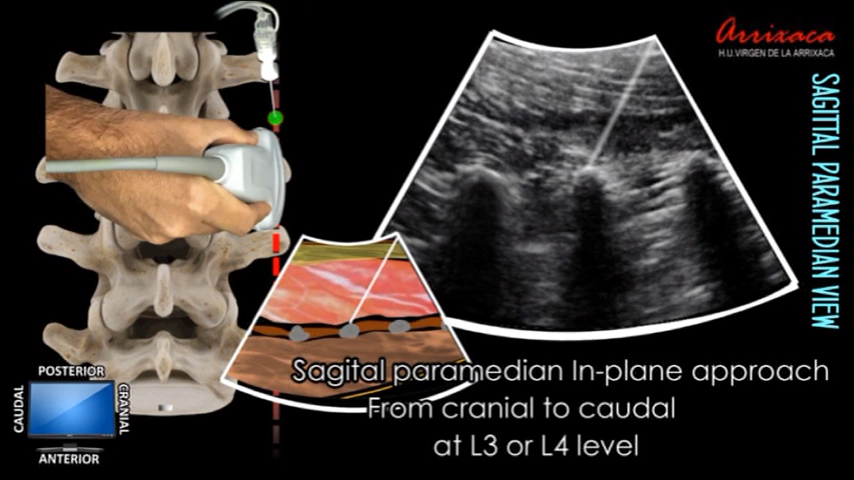 Arrixaca
H.U.VIRGEN DE LA ARRIXACA
SAGITTAL PARAMEDIAN VIEW
Sagital paramedian In-plane approach
From cranial to caudal
at L3 or L4 level
POSTERIOR
CAUDAL
CRANIAL
ANTERIOR